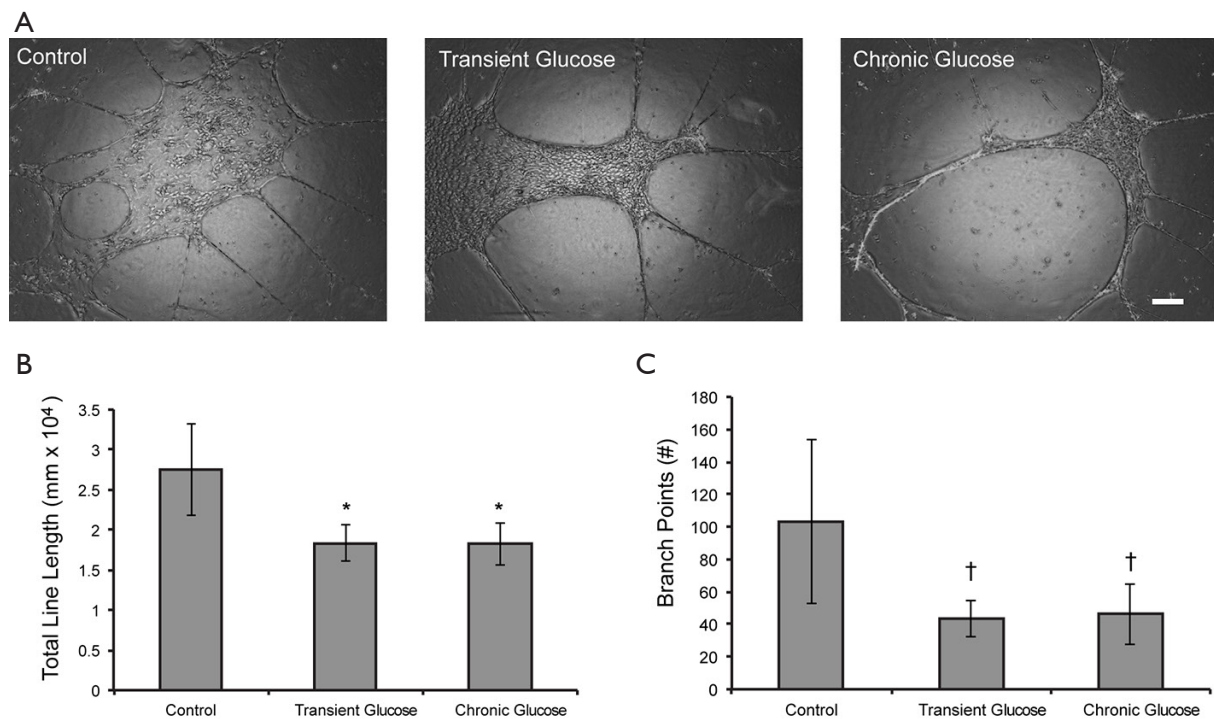 A
Control
Transient Glucose
Chronic Glucose
B
Total Line Length (mm x 10⁴)
3.5
3
2.5
2
1.5
1
0.5
0
*
*
Control
Transient Glucose
Chronic Glucose
C
Branch Points (#)
180
160
140
120
100
80
60
40
20
0
†
†
Control
Transient Glucose
Chronic Glucose